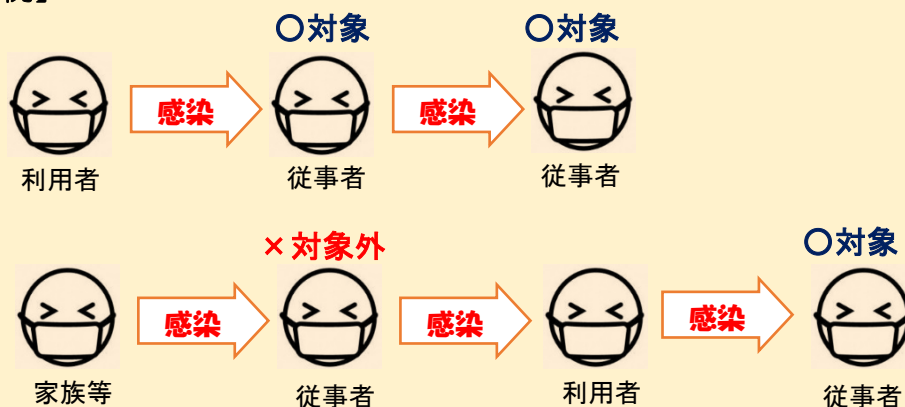 〇対象 〇対象
感染 感染
利用者 従事者 従事者
×対象外 〇対象
感染 感染 感染
家族等 従事者 利用者 従事者